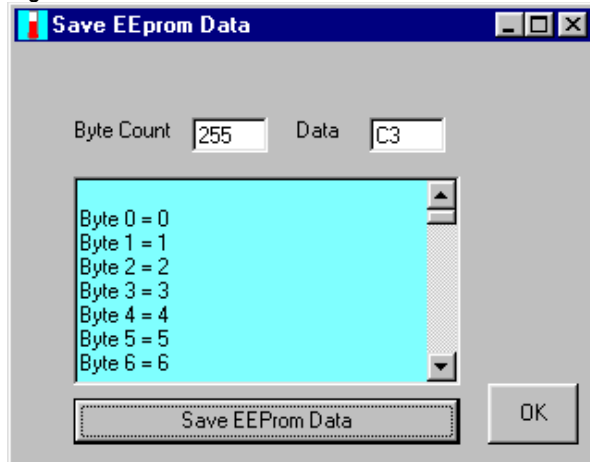 Save EEprom Data
Byte Count 255 Data C3
Byte 0 = 0
Byte 1 = 1
Byte 2 = 2
Byte 3 = 3
Byte 4 = 4
Byte 5 = 5
Byte 6 = 6
Save EEProm Data
OK